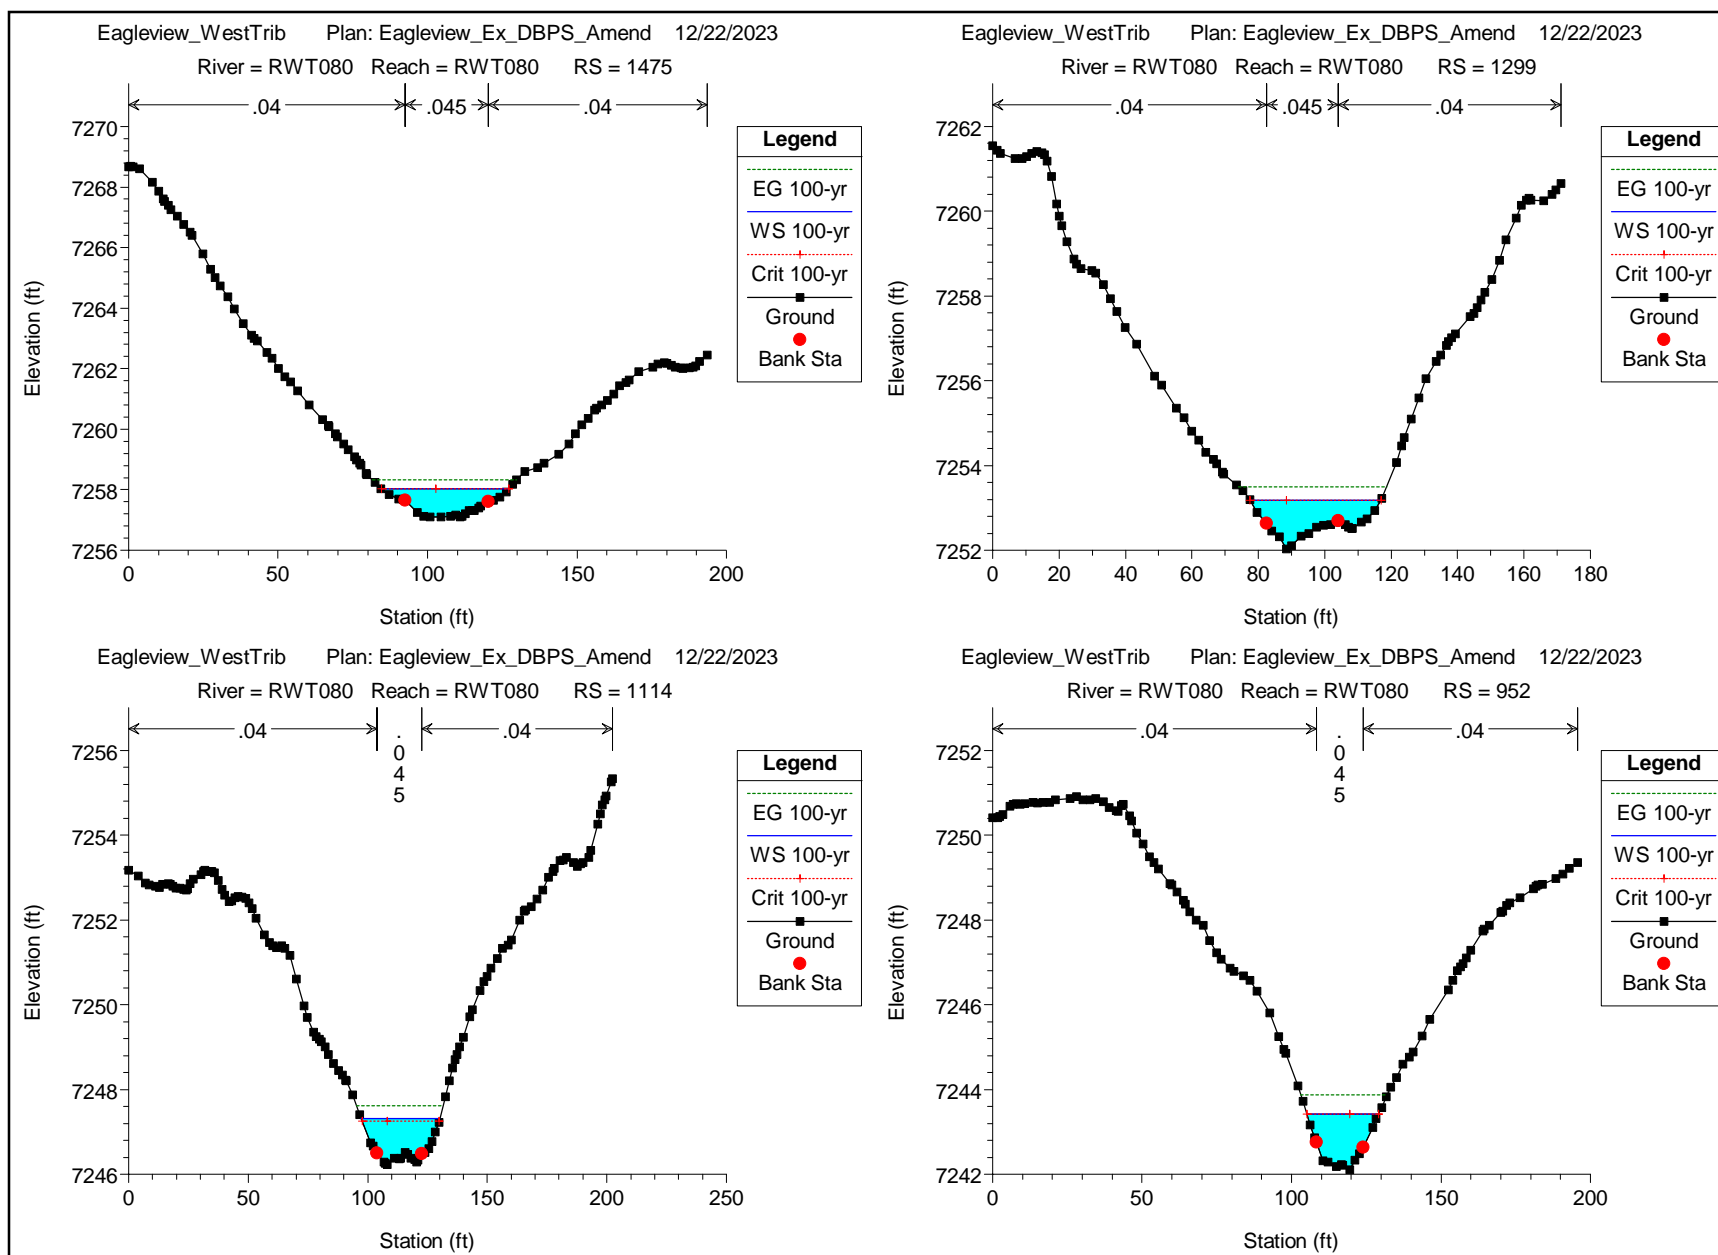 Eagleview_WestTrib Plan: Eagleview_Ex_DBPS_Amend 12/22/2023
River = RWT080 Reach = RWT080 RS = 1475
.04 .045 .04
7270
7268
7266
7264
7262
7260
7258
7256
Elevation (ft)
0 50 100 150 200
Station (ft)
Legend
EG 100-yr
WS 100-yr
Crit 100-yr
Ground
Bank Sta
Eagleview_WestTrib Plan: Eagleview_Ex_DBPS_Amend 12/22/2023
River = RWT080 Reach = RWT080 RS = 1299
.04 .045 .04
7262
7260
7258
7256
7254
7252
Elevation (ft)
0 20 40 60 80 100 120 140 160 180
Station (ft)
Legend
EG 100-yr
WS 100-yr
Crit 100-yr
Ground
Bank Sta
Eagleview_WestTrib Plan: Eagleview_Ex_DBPS_Amend 12/22/2023
River = RWT080 Reach = RWT080 RS = 1114
.04 .045 .04
7256
7254
7252
7250
7248
7246
Elevation (ft)
0 50 100 150 200 250
Station (ft)
Legend
EG 100-yr
WS 100-yr
Crit 100-yr
Ground
Bank Sta
Eagleview_WestTrib Plan: Eagleview_Ex_DBPS_Amend 12/22/2023
River = RWT080 Reach = RWT080 RS = 952
.04 .045 .04
7252
7250
7248
7246
7244
7242
Elevation (ft)
0 50 100 150 200
Station (ft)
Legend
EG 100-yr
WS 100-yr
Crit 100-yr
Ground
Bank Sta